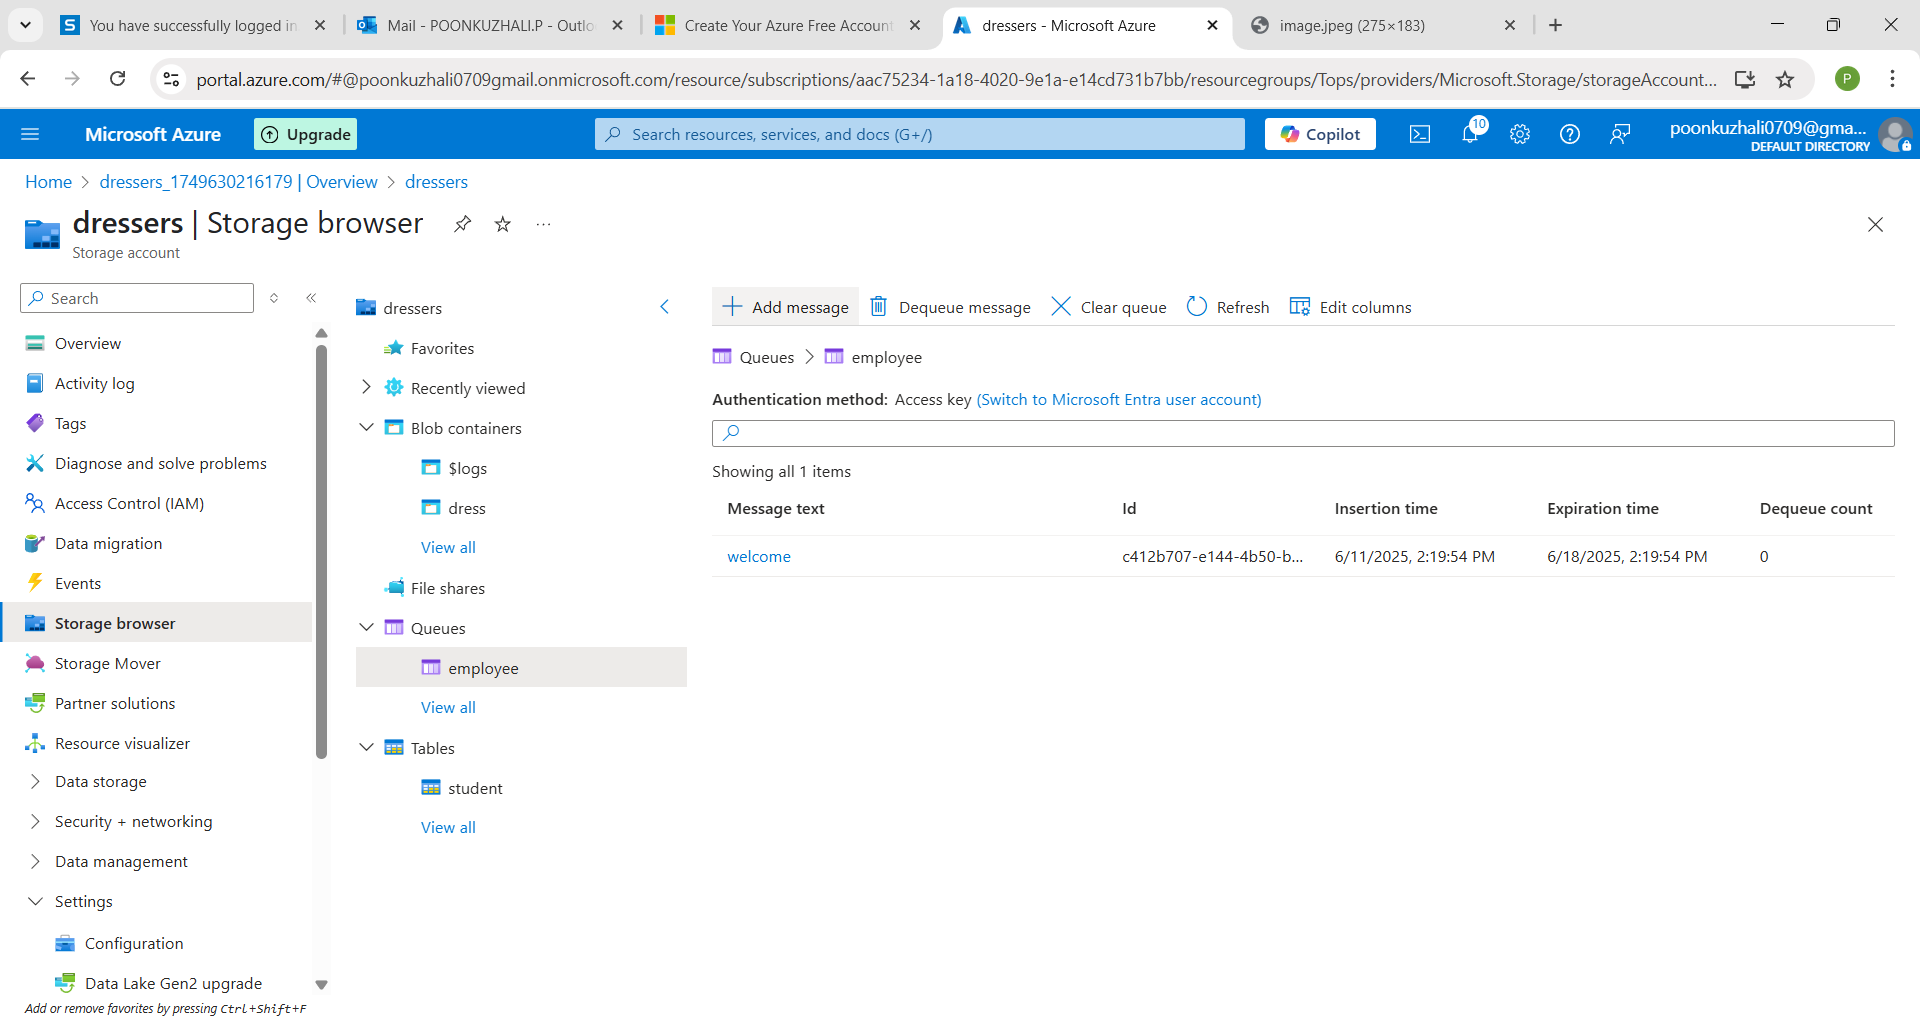 You have successfully logged in
Mail - POONKUZHALI.P - Outlo
Create Your Azure Free Account
dressers - Microsoft Azure
image.jpeg (275×183)
portal.azure.com/#@poonkuzhali0709gmail.onmicrosoft.com/resource/subscriptions/aac75234-1a18-4020-9e1a-e14cd731b7bb/resourcegroups/Tops/providers/Microsoft.Storage/storageAccount...
P
Microsoft Azure
Upgrade
Search resources, services, and docs (G+/)
Copilot
10
poonkuzhali0709@gma...
DEFAULT DIRECTORY
Home > dressers_1749630216179 | Overview > dressers
dressers | Storage browser
...
Storage account
Search
Overview
Activity log
Tags
Diagnose and solve problems
Access Control (IAM)
Data migration
Events
Storage browser
Storage Mover
Partner solutions
Resource visualizer
Data storage
Security + networking
Data management
Settings
Configuration
Data Lake Gen2 upgrade
Add or remove favorites by pressing Ctrl+Shift+F
dressers
Favorites
Recently viewed
Blob containers
$logs
dress
View all
File shares
Queues
employee
View all
Tables
student
View all
Add message
Dequeue message
Clear queue
Refresh
Edit columns
Queues > employee
Authentication method: Access key (Switch to Microsoft Entra user account)
Showing all 1 items
Message text Id Insertion time Expiration time Dequeue count
welcome c412b707-e144-4b50-b... 6/11/2025, 2:19:54 PM 6/18/2025, 2:19:54 PM 0